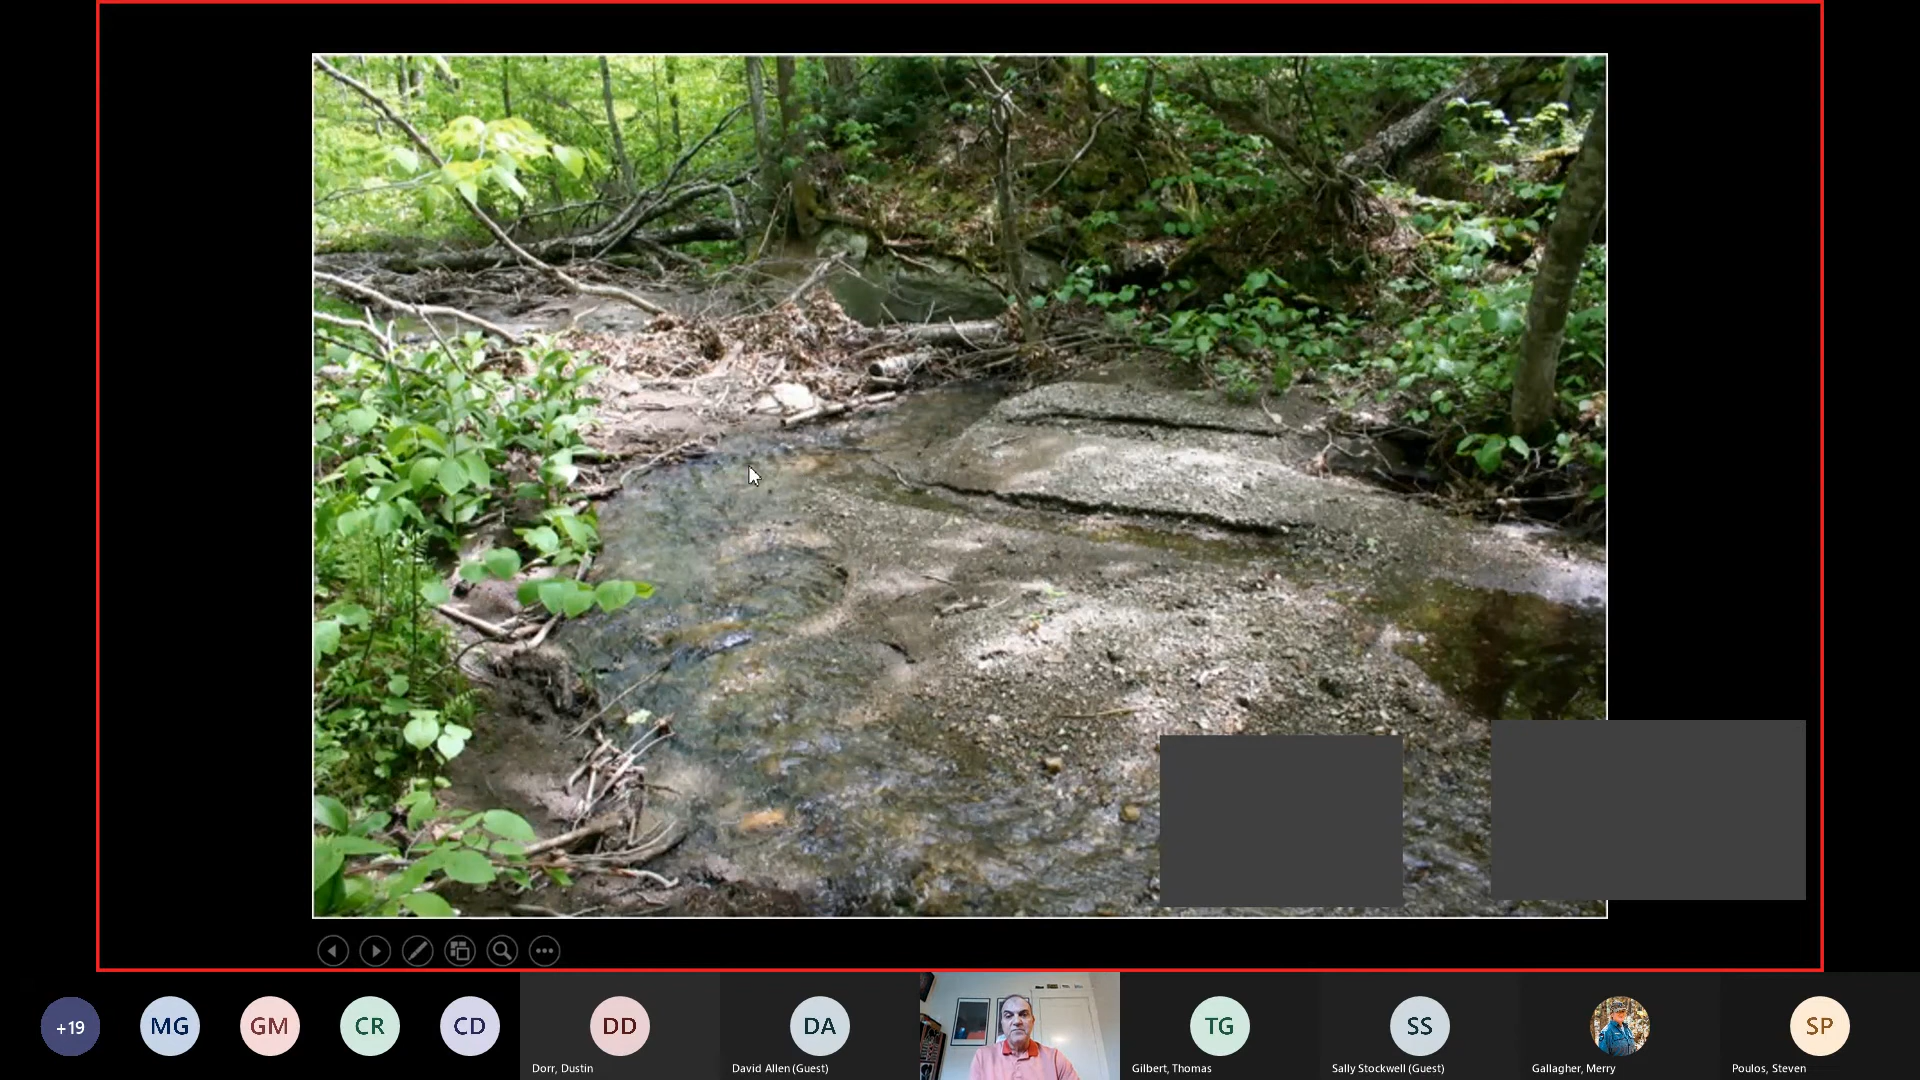 +19
MG
GM
CR
CD
DD
DA
TG
SS
SP
Dorr, Dustin
David Allen (Guest)
Gilbert, Thomas
Sally Stockwell (Guest)
Gallagher, Merry
Poulos, Steven